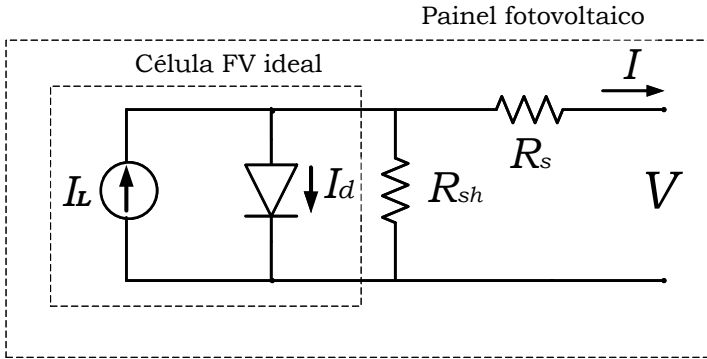 Painel fotovoltaico
Célula FV ideal
I
Rs
IL
Id
Rsh
V